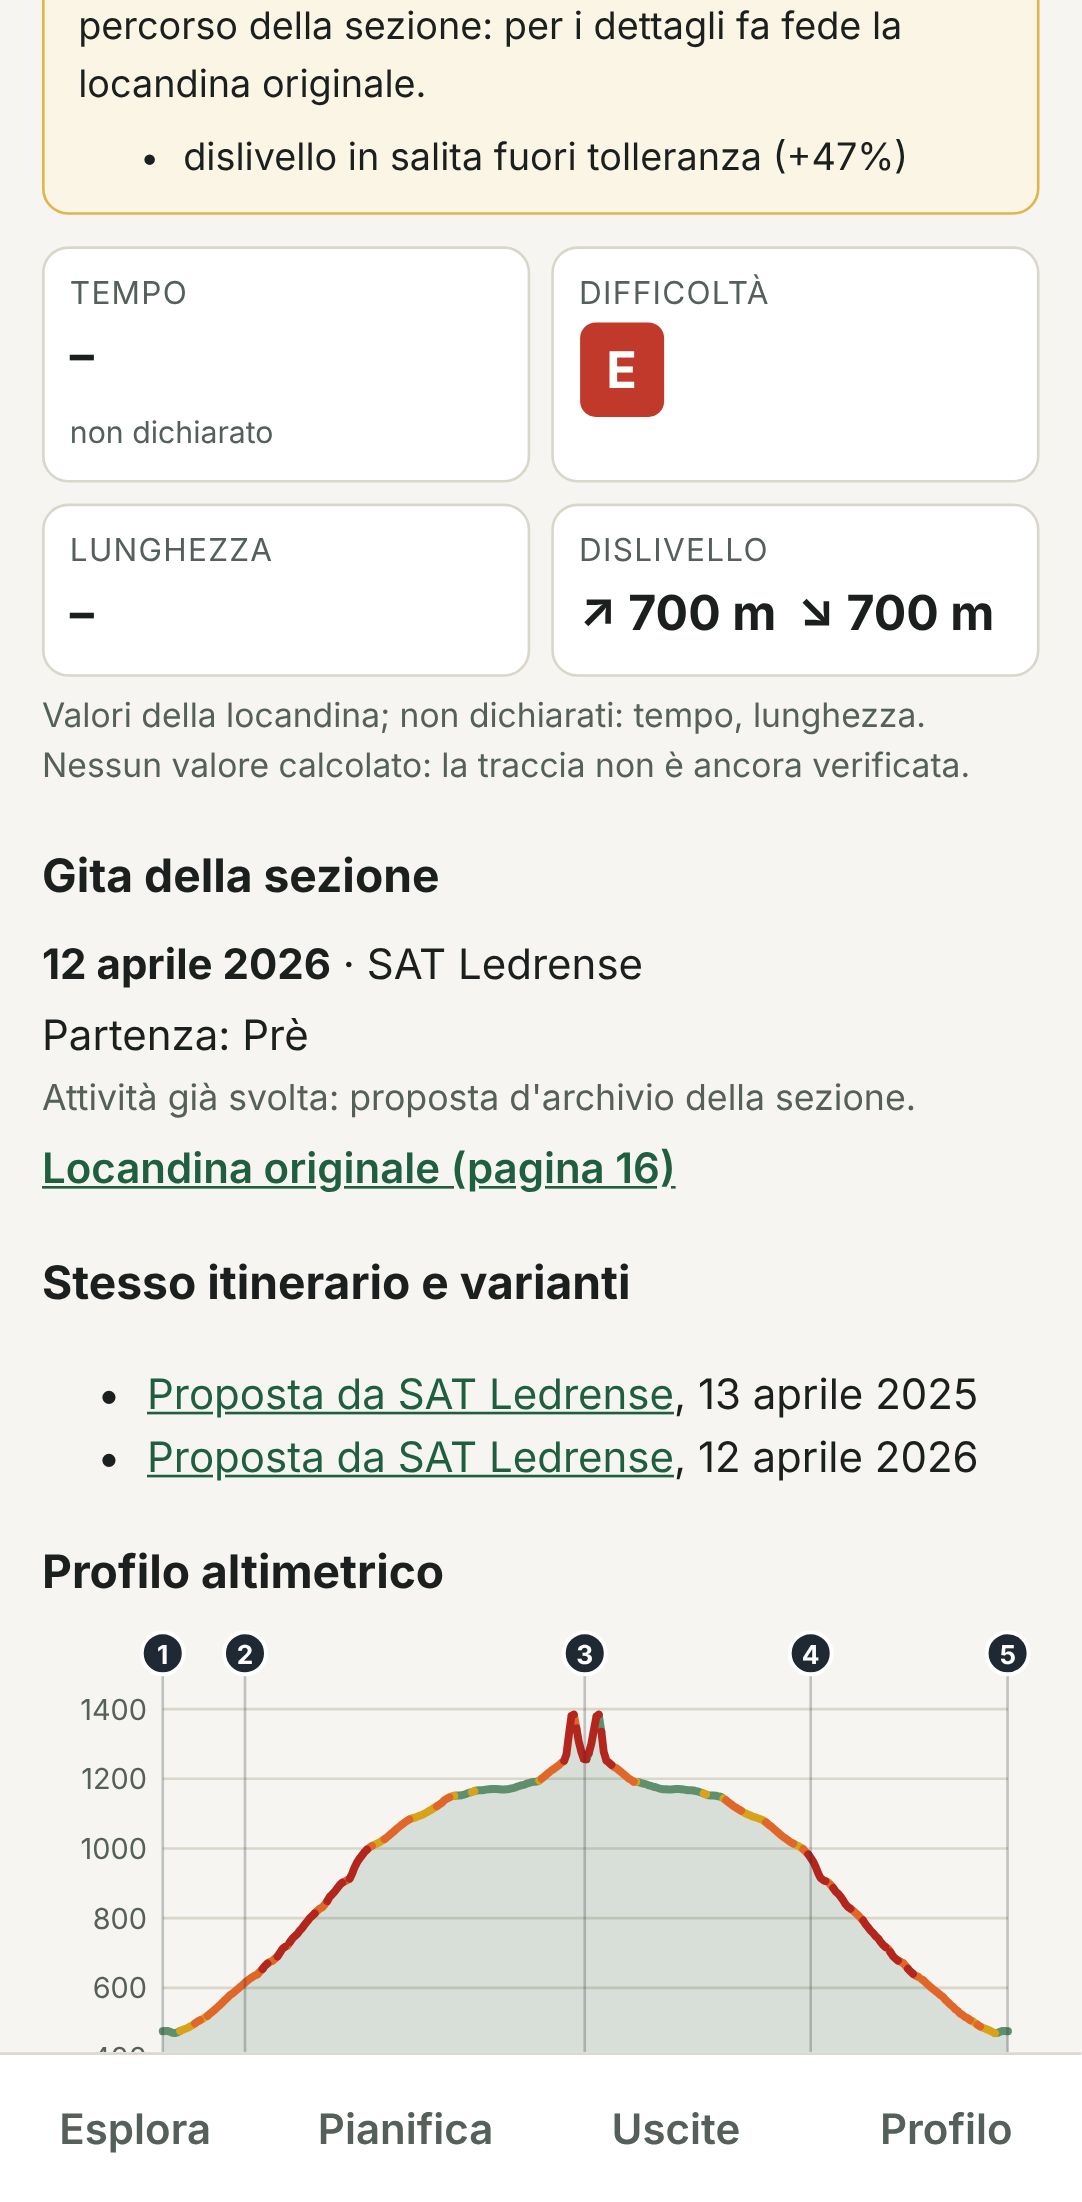 percorso della sezione: per i dettagli fa fede la
locandina originale.
• dislivello in salita fuori tolleranza (+47%)
TEMPO
–
non dichiarato
DIFFICOLTÀ
E
LUNGHEZZA
–
DISLIVELLO
↗ 700 m ↘ 700 m
Valori della locandina; non dichiarati: tempo, lunghezza.
Nessun valore calcolato: la traccia non è ancora verificata.
Gita della sezione
12 aprile 2026 · SAT Ledrense
Partenza: Prè
Attività già svolta: proposta d'archivio della sezione.
Locandina originale (pagina 16)
Stesso itinerario e varianti
• Proposta da SAT Ledrense, 13 aprile 2025
• Proposta da SAT Ledrense, 12 aprile 2026
Profilo altimetrico
1 2 3 4 5
1400
1200
1000
800
600
400
Esplora Pianifica Uscite Profilo